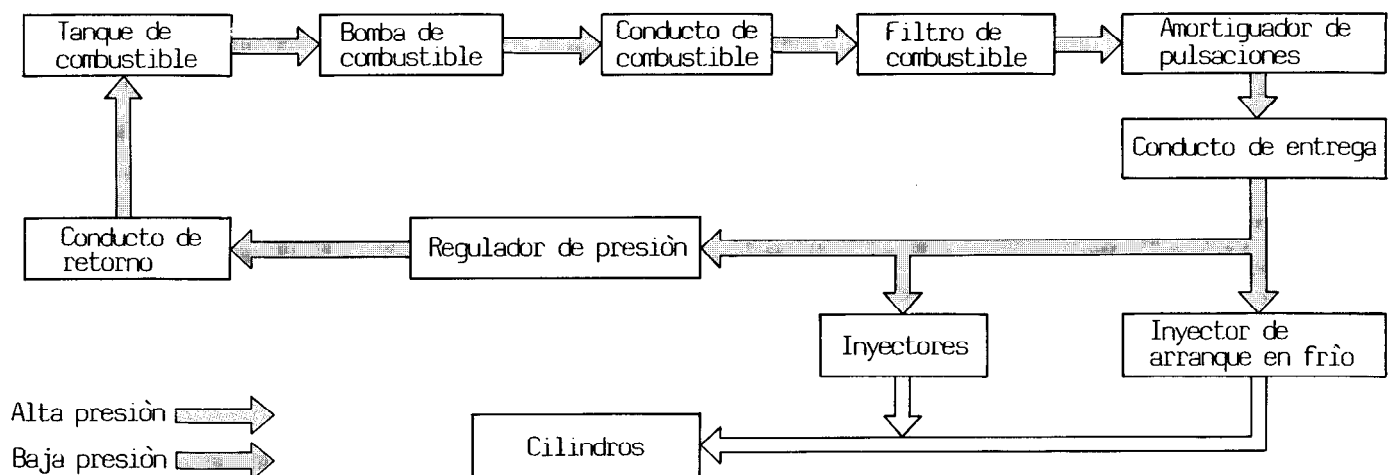 Tanque de
combustible
Bomba de
combustible
Conducto de
combustible
Filtro de
combustible
Amortiguador de
pulsaciones
Conducto de entrega
Conducto de
retorno
Regulador de presiòn
Inyectores
Inyector de
arranque en frìo
Cilindros
Alta presiòn
Baja presiòn